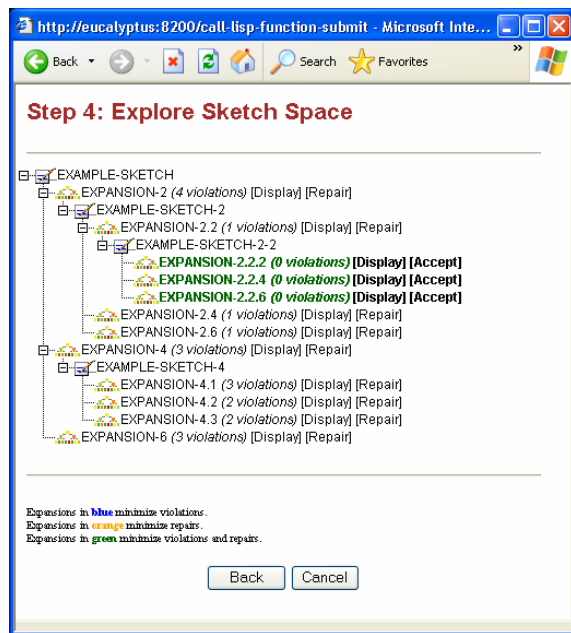 http://eucalyptus:8200/call-lisp-function-submit - Microsoft Inte...
Back Search Favorites »
Step 4: Explore Sketch Space
EXAMPLE-SKETCH
EXPANSION-2 (4 violations) [Display] [Repair]
EXAMPLE-SKETCH-2
EXPANSION-2.2 (1 violations) [Display] [Repair]
EXAMPLE-SKETCH-2-2
EXPANSION-2.2.2 (0 violations) [Display] [Accept]
EXPANSION-2.2.4 (0 violations) [Display] [Accept]
EXPANSION-2.2.6 (0 violations) [Display] [Accept]
EXPANSION-2.4 (1 violations) [Display] [Repair]
EXPANSION-2.6 (1 violations) [Display] [Repair]
EXPANSION-4 (3 violations) [Display] [Repair]
EXAMPLE-SKETCH-4
EXPANSION-4.1 (3 violations) [Display] [Repair]
EXPANSION-4.2 (2 violations) [Display] [Repair]
EXPANSION-4.3 (2 violations) [Display] [Repair]
EXPANSION-6 (3 violations) [Display] [Repair]
Expansions in blue minimize violations.
Expansions in orange minimize repairs.
Expansions in green minimize violations and repairs.
Back Cancel